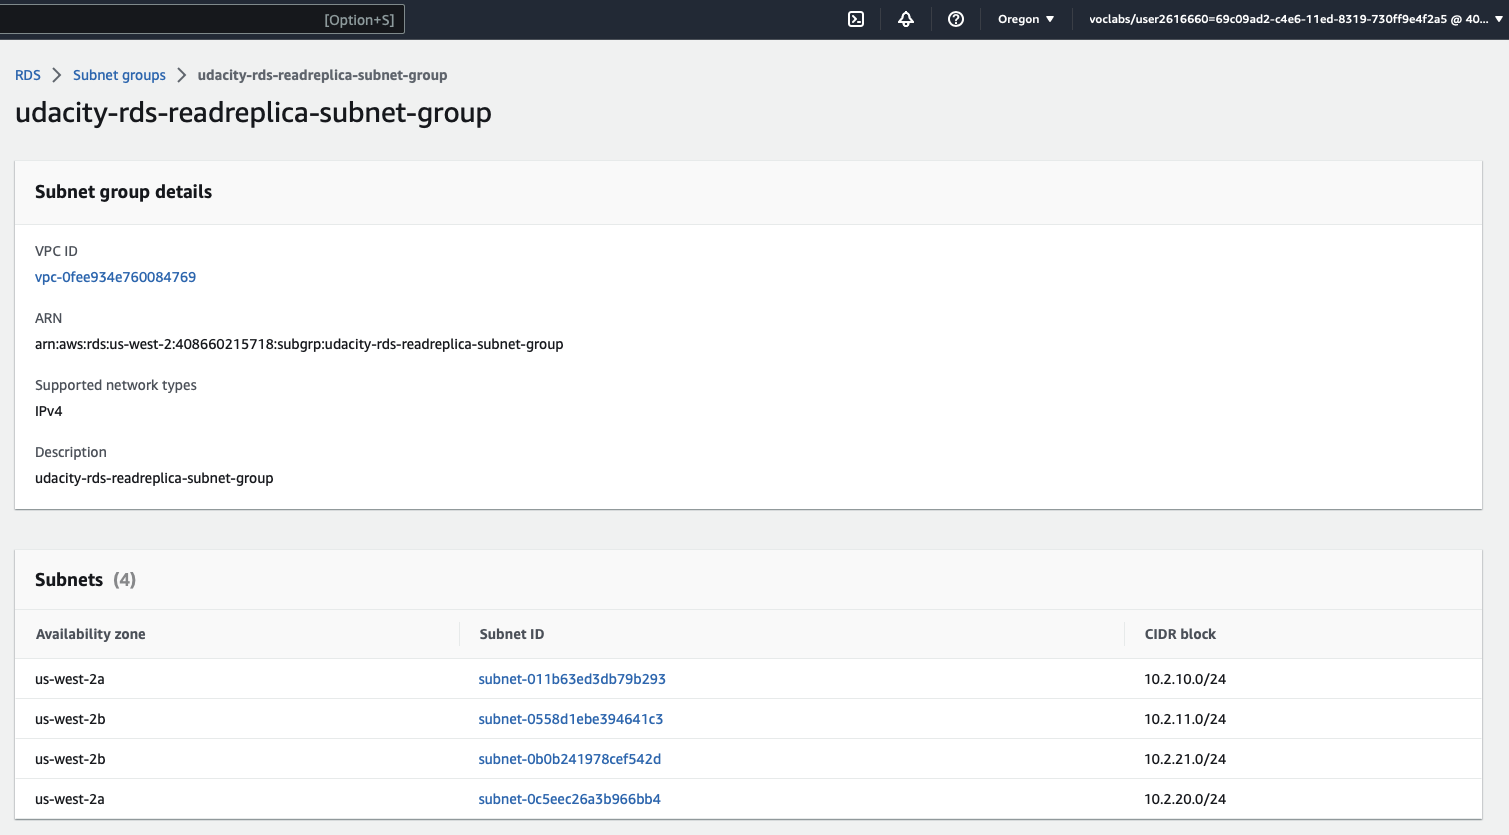 [Option+S] Oregon voclabs/user2616660=69c09ad2-c4e6-11ed-8319-730ff9e4f2a5 @ 40...
RDS Subnet groups udacity-rds-readreplica-subnet-group
udacity-rds-readreplica-subnet-group
Subnet group details
VPC ID
vpc-0fee934e760084769
ARN
arn:aws:rds:us-west-2:408660215718:subgrp:udacity-rds-readreplica-subnet-group
Supported network types
IPv4
Description
udacity-rds-readreplica-subnet-group
Subnets (4)
Availability zone Subnet ID CIDR block
us-west-2a subnet-011b63ed3db79b293 10.2.10.0/24
us-west-2b subnet-0558d1ebe394641c3 10.2.11.0/24
us-west-2b subnet-0b0b241978cef542d 10.2.21.0/24
us-west-2a subnet-0c5eec26a3b966bb4 10.2.20.0/24